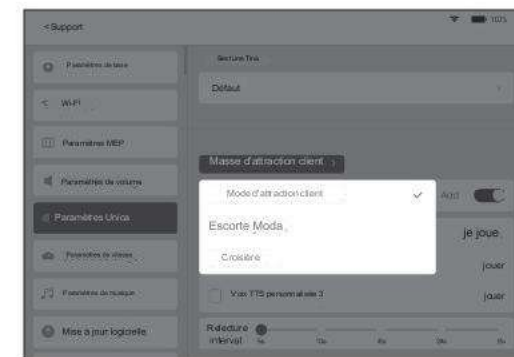 < Support
Paramètres de base
Wi-Fi
Paramètres MEP
Paramètres de volume
Paramètres Unica
Paramètres de vitesse
Paramètres de musique
Mise à jour logicielle
Défaut
Masse d'attraction client
Mode d'attraction client
Add
Escorte Moda
Croisière
je joue
jouer
Vox TTS personnalisée 3
jouer
Relecture
interval